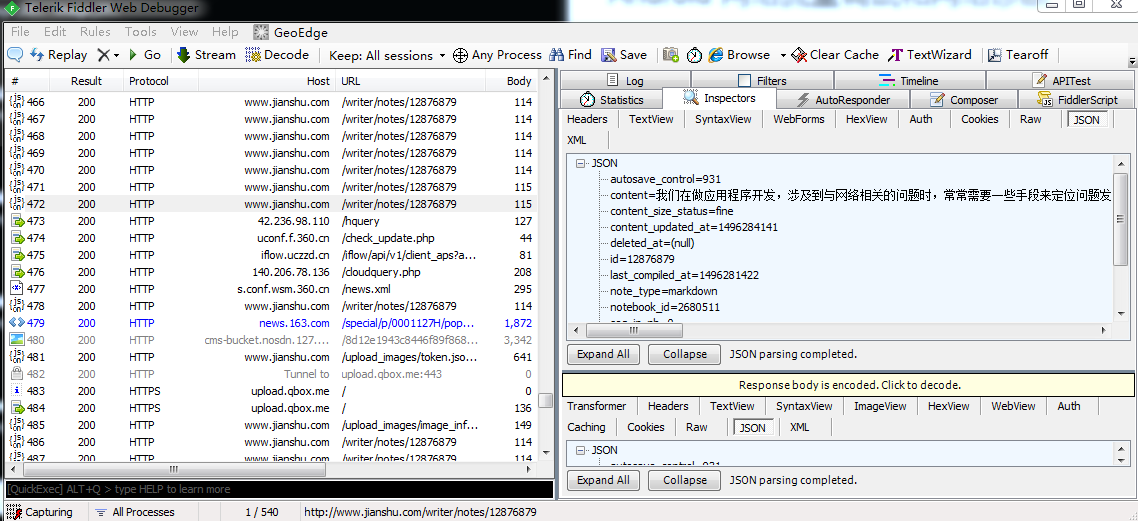 Telerik Fiddler Web Debugger
File Edit Rules Tools View Help GeoEdge
Replay Go Stream Decode Keep: All sessions Any Process Find Save Browse Clear Cache TextWizard Tearoff
# Result Protocol Host URL Body
466 200 HTTP www.jianshu.com /writer/notes/12876879 114
467 200 HTTP www.jianshu.com /writer/notes/12876879 114
468 200 HTTP www.jianshu.com /writer/notes/12876879 114
469 200 HTTP www.jianshu.com /writer/notes/12876879 114
470 200 HTTP www.jianshu.com /writer/notes/12876879 114
471 200 HTTP www.jianshu.com /writer/notes/12876879 115
472 200 HTTP www.jianshu.com /writer/notes/12876879 115
473 200 HTTP 42.236.98.110 /hquery 127
474 200 HTTP uconf.f.360.cn /check_update.php 44
475 200 HTTP iflow.uczzd.cn /iflow/api/v1/client_aps?a... 81
476 200 HTTP 140.206.78.136 /cloudquery.php 208
477 200 HTTP s.conf.wsm.360.cn /news.xml 295
478 200 HTTP www.jianshu.com /writer/notes/12876879 114
479 200 HTTP news.163.com /special/p/0001127H/pop... 1,872
480 200 HTTP cms-bucket.nosdn.127.... /8d12e1943c8446f89f868... 3,342
481 200 HTTP www.jianshu.com /upload_images/token.jso... 641
482 200 HTTP Tunnel to upload.qbox.me:443 0
483 200 HTTPS upload.qbox.me / 0
484 200 HTTPS upload.qbox.me / 136
485 200 HTTP www.jianshu.com /upload_images/image_inf... 149
486 200 HTTP www.jianshu.com /writer/notes/12876879 114
487 200 HTTP www.jianshu.com /writer/notes/12876879 114
[QuickExec] ALT+Q > type HELP to learn more
Capturing All Processes 1 / 540 http://www.jianshu.com/writer/notes/12876879
Log Filters Timeline APITest
Statistics Inspectors AutoResponder Composer FiddlerScript
Headers TextView SyntaxView WebForms HexView Auth Cookies Raw JSON
XML
JSON
autosave_control=931
content=我们在做应用程序开发，涉及到与网络相关的问题时，常常需要一些手段来定位问题发
content_size_status=fine
content_updated_at=1496284141
deleted_at=(null)
id=12876879
last_compiled_at=1496281422
note_type=markdown
notebook_id=2680511
Expand All Collapse JSON parsing completed.
Response body is encoded. Click to decode.
Transformer Headers TextView SyntaxView ImageView HexView WebView Auth
Caching Cookies Raw JSON XML
JSON
autosave_control=931
Expand All Collapse JSON parsing completed.